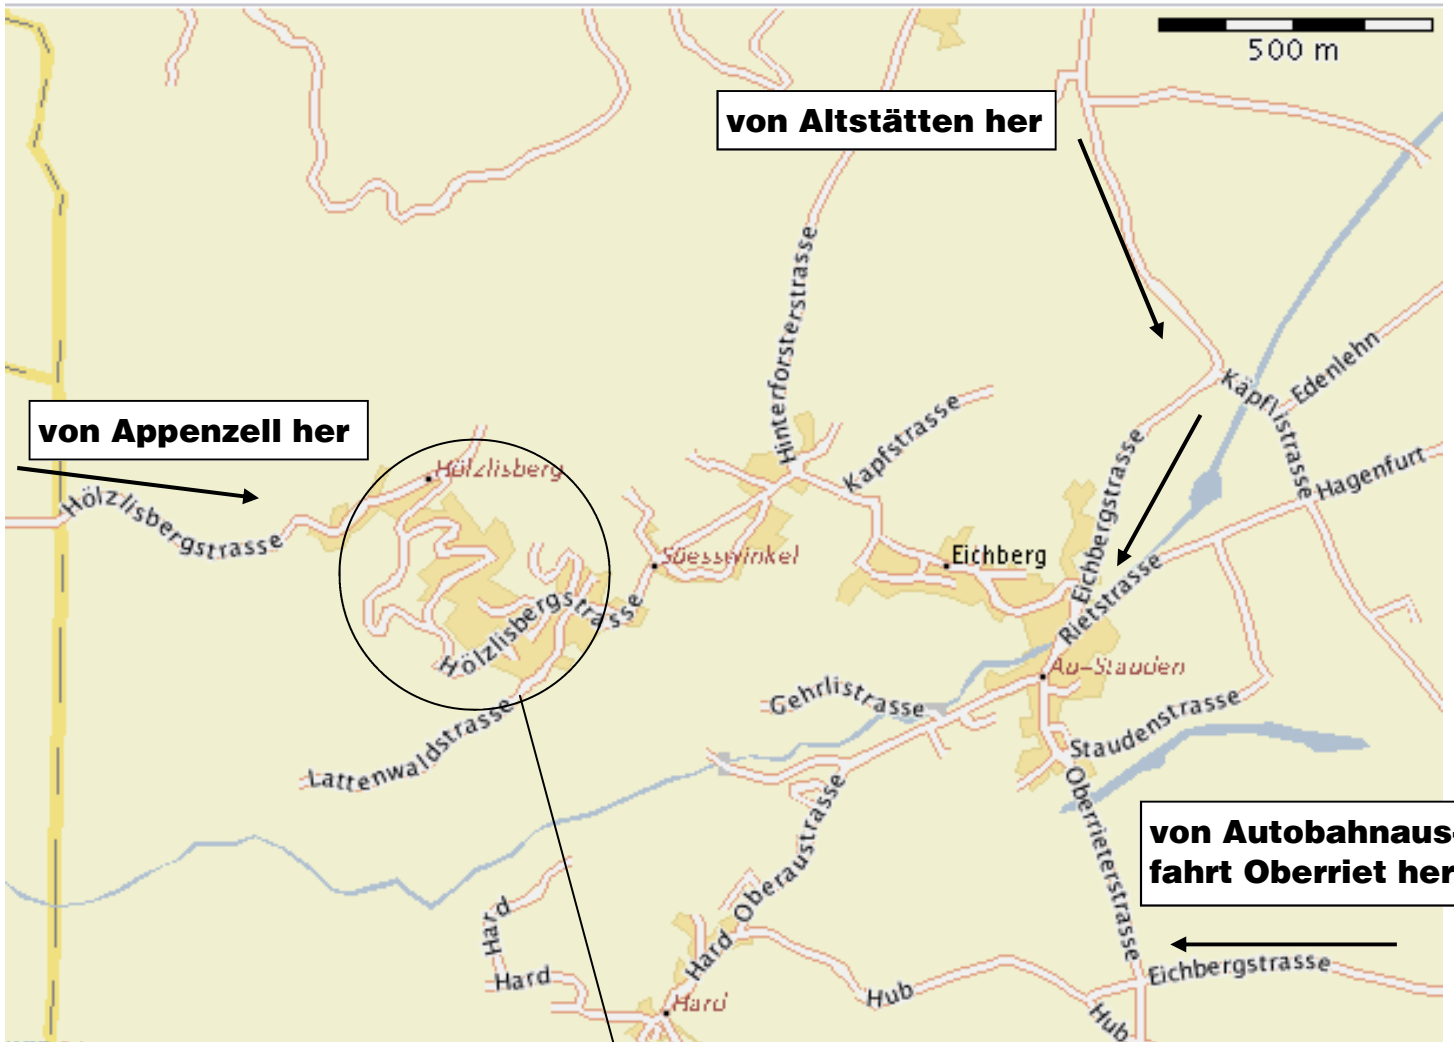 500 m
von Altstätten her
Hinterforsterstrasse
Käpflistrasse
Edenlehn
Kapfstrasse
von Appenzell her
Eichbergstrasse
Hagenfurt
Hölzlisberg
Hölzlisbergstrasse
Süesswinkel
Eichberg
Rietstrasse
Hölzlisbergstrasse
Au-Stauden
Gehrlistrasse
Staudenstrasse
Lattenwaldstrasse
Oberrieterstrasse
von Autobahnaus-
fahrt Oberriet her
Oberaustrasse
Hard
Hard
Hard
Eichbergstrasse
Hub
Hard
Hub